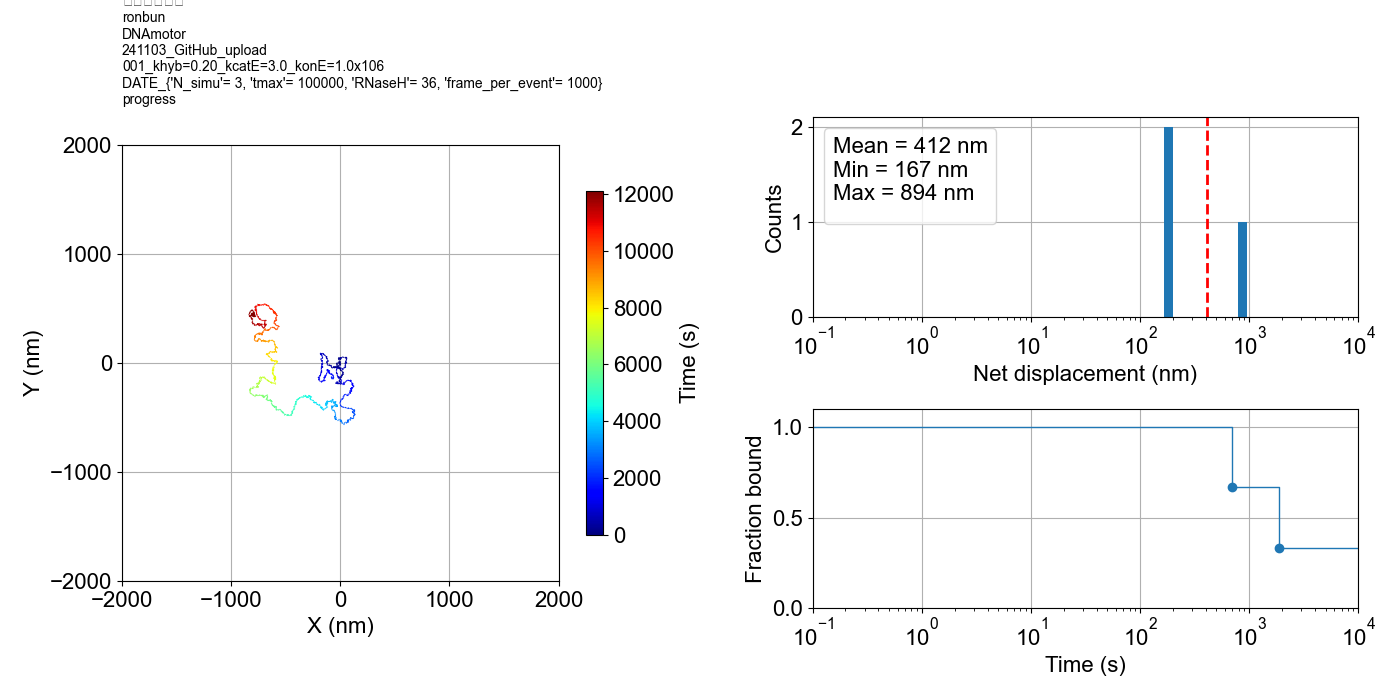 ronbun
DNAmotor
241103_GitHub_upload
001_khyb=0.20_kcatE=3.0_konE=1.0x106
DATE_{'N_simu'= 3, 'tmax'= 100000, 'RNaseH'= 36, 'frame_per_event'= 1000}
progress
2000
1000
0
−1000
−2000
Y (nm)
−2000
−1000
0
1000
2000
X (nm)
12000
10000
8000
6000
4000
2000
0
Time (s)
Mean = 412 nm
Min = 167 nm
Max = 894 nm
2
1
0
Counts
10⁻¹
10⁰
10¹
10²
10³
10⁴
Net displacement (nm)
1.0
0.5
0.0
Fraction bound
10⁻¹
10⁰
10¹
10²
10³
10⁴
Time (s)